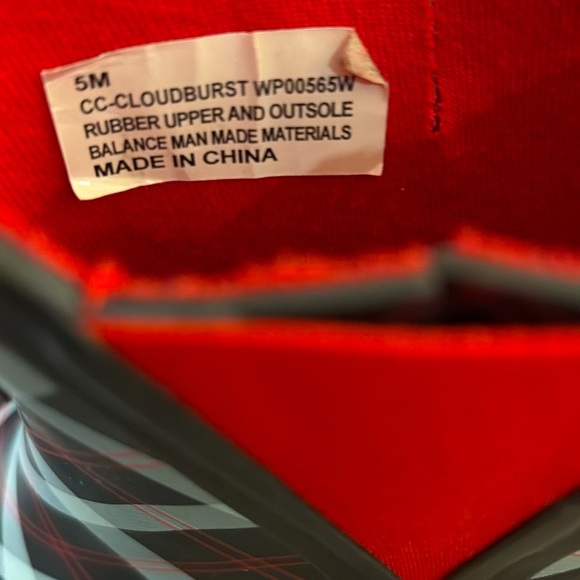 5M
CC-CLOUDBURST WP00565W
RUBBER UPPER AND OUTSOLE
BALANCE MAN MADE MATERIALS
MADE IN CHINA